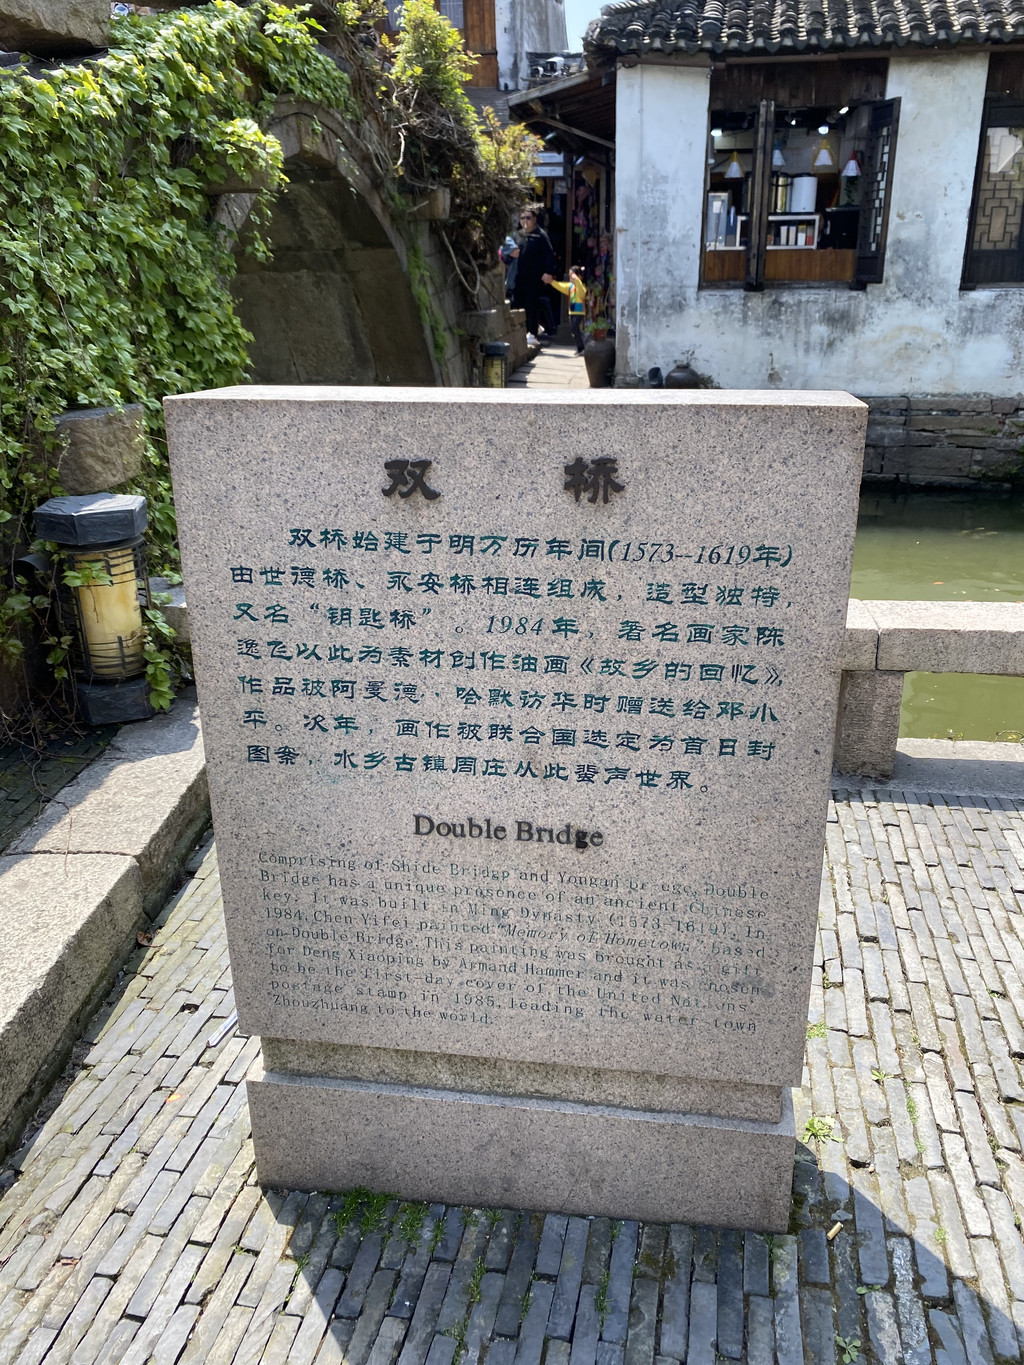 双 桥
双桥始建于明万历年间(1573--1619年)
由世德桥、永安桥相连组成，造型独特，
又名“钥匙桥”。1984年，著名画家陈
逸飞以此为素材创作油画《故乡的回忆》，
作品被阿曼德··哈默访华时赠送给邓小
平。次年，画作被联合国选定为首日封
图案，水乡古镇周庄从此蜚声世界。
Double Bridge
Comprising of Shide Bridge and Yongan br dge, Double
Bridge has a unique presence of an ancient Chinese
key. It was built in Ming Dynasty (1573-1619). In
1984, Chen Yifei painted "Memory of Hometown" based
on Double Bridge. This painting was brought as a gift
for Deng Xiaoping by Armand Hammer and it was chosen
to be the first-day cover of the United Nations
postage stamp in 1985, leading the water town
Zhouzhuang to the world.